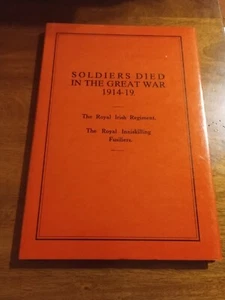 SOLDIERS DIED
IN THE GREAT WAR
1914-19
The Royal Irish Regiment.
The Royal Inniskilling
Fusiliers.